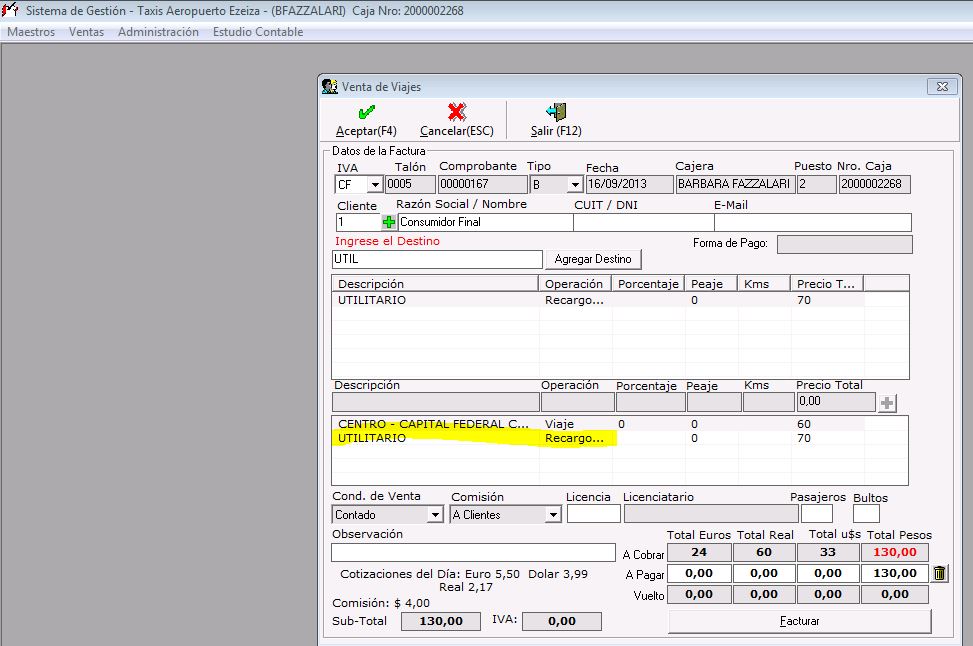 Sistema de Gestión - Taxis Aeropuerto Ezeiza - (BFAZZALARI) Caja Nro: 2000002268
Maestros Ventas Administración Estudio Contable
Venta de Viajes
Aceptar(F4) Cancelar(ESC) Salir (F12)
Datos de la Factura
IVA Talón Comprobante Tipo Fecha Cajera Puesto Nro. Caja
CF 0005 00000167 B 16/09/2013 BARBARA FAZZALARI 2 2000002268
Cliente Razón Social / Nombre CUIT / DNI E-Mail
1 Consumidor Final
Ingrese el Destino Forma de Pago:
UTIL Agregar Destino
Descripción Operación Porcentaje Peaje Kms Precio T...
UTILITARIO Recargo... 0 70
Descripción Operación Porcentaje Peaje Kms Precio Total
0,00
CENTRO - CAPITAL FEDERAL C... Viaje 0 0 60
UTILITARIO Recargo... 0 70
Cond. de Venta Comisión Licencia Licenciatario Pasajeros Bultos
Contado A Clientes
Observación Total Euros Total Real Total u$s Total Pesos
A Cobrar 24 60 33 130,00
Cotizaciones del Día: Euro 5,50 Dolar 3,99 A Pagar 0,00 0,00 0,00 130,00
Real 2,17
Vuelto 0,00 0,00 0,00 0,00
Comisión: $ 4,00
Sub-Total 130,00 IVA: 0,00 Facturar